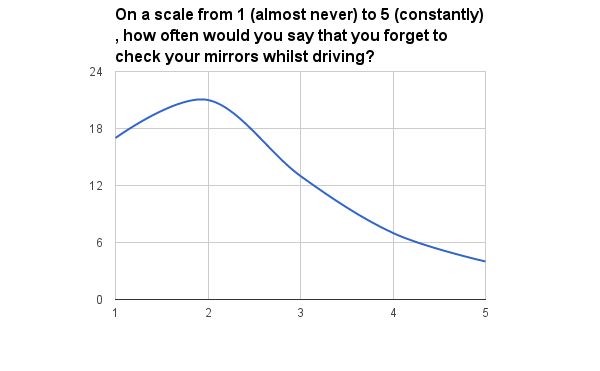 On a scale from 1 (almost never) to 5 (constantly)
, how often would you say that you forget to
check your mirrors whilst driving?
24
18
12
6
0
1 2 3 4 5